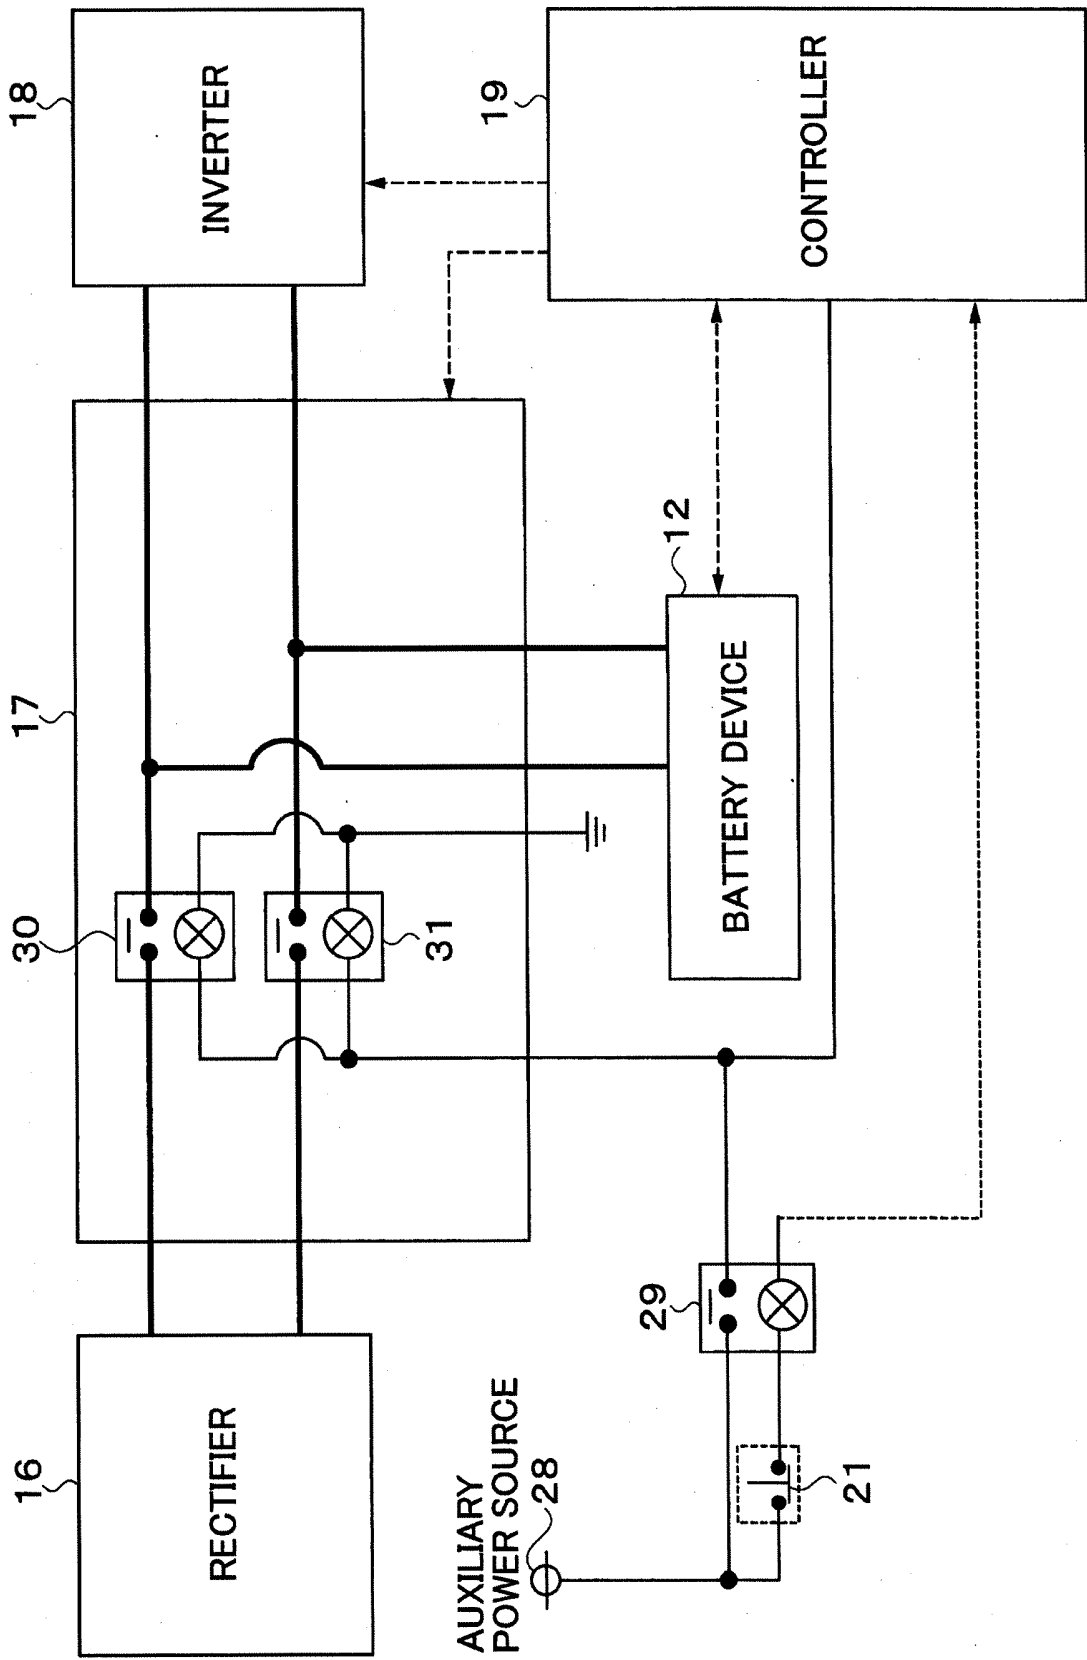 16
RECTIFIER
17
30
31
18
INVERTER
AUXILIARY
POWER SOURCE
28
21
29
12
BATTERY DEVICE
19
CONTROLLER